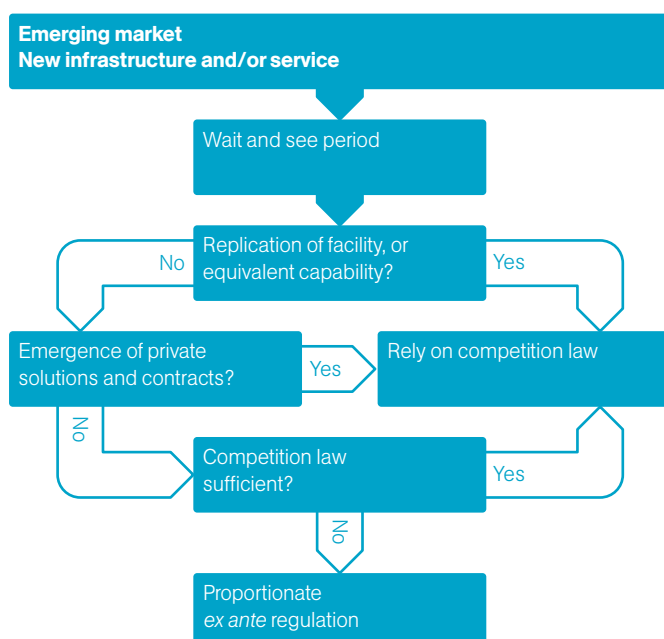 Emerging market
New infrastructure and/or service
Wait and see period
Replication of facility, or
equivalent capability?
No
Yes
Emergence of private
solutions and contracts?
Yes
Rely on competition law
No
Competition law
sufficient?
Yes
No
Proportionate
ex ante regulation